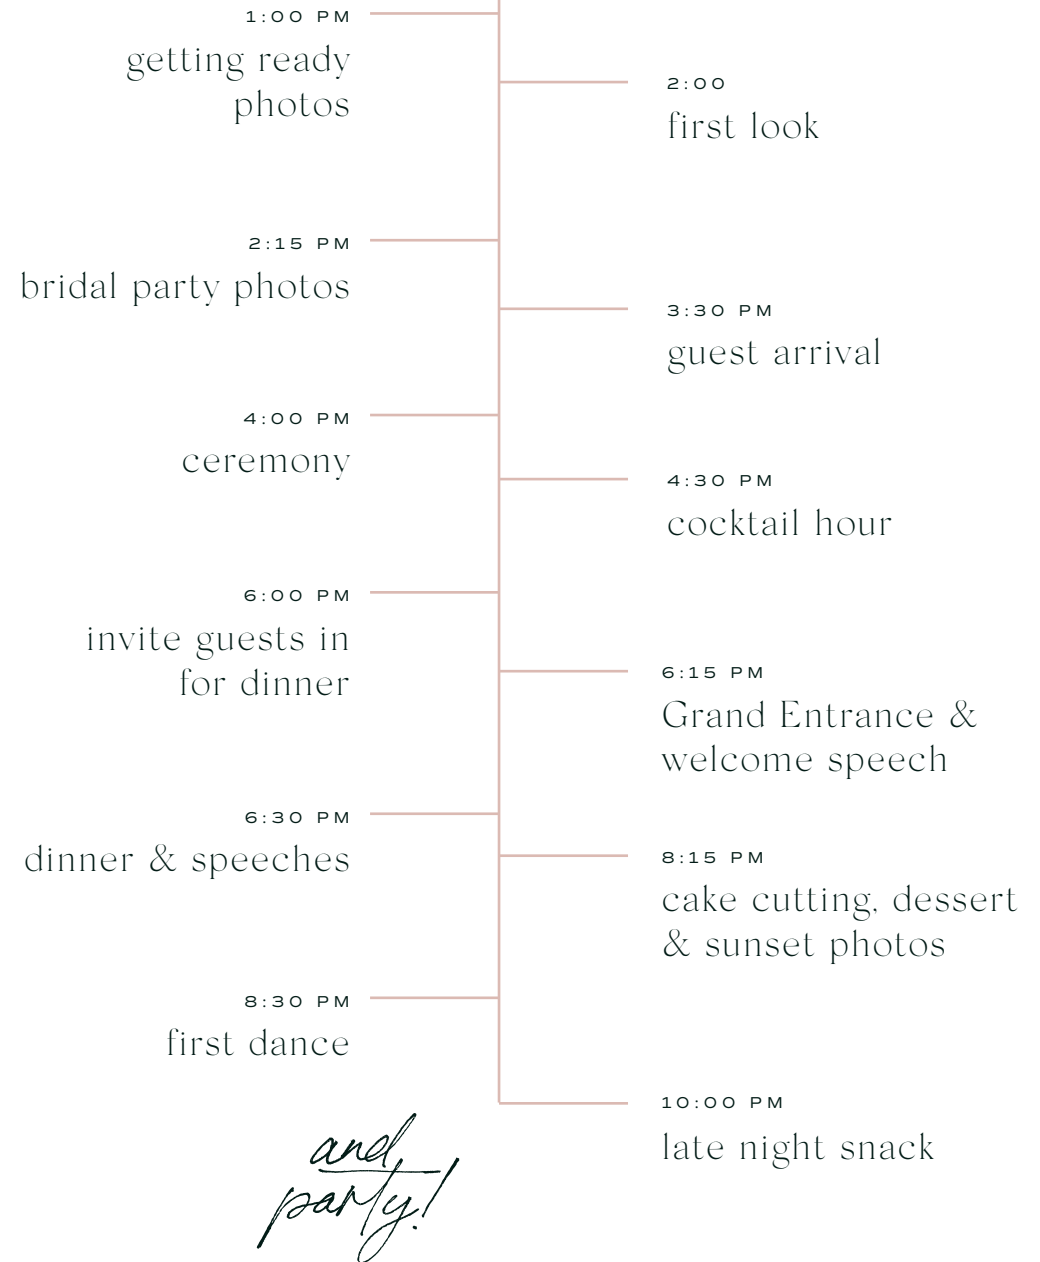 1:00 PM
getting ready
photos
2:00
first look
2:15 PM
bridal party photos
3:30 PM
guest arrival
4:00 PM
ceremony
4:30 PM
cocktail hour
6:00 PM
invite guests in
for dinner
6:15 PM
Grand Entrance &
welcome speech
6:30 PM
dinner & speeches
8:15 PM
cake cutting, dessert
& sunset photos
8:30 PM
first dance
10:00 PM
late night snack
and
party!